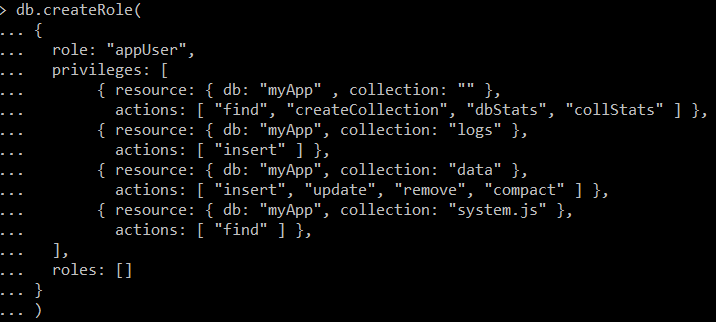 > db.createRole(
... {
...   role: "appUser",
...   privileges: [
...        { resource: { db: "myApp" , collection: "" },
...          actions: [ "find", "createCollection", "dbStats", "collStats" ] },
...        { resource: { db: "myApp", collection: "logs" },
...          actions: [ "insert" ] },
...        { resource: { db: "myApp", collection: "data" },
...          actions: [ "insert", "update", "remove", "compact" ] },
...        { resource: { db: "myApp", collection: "system.js" },
...          actions: [ "find" ] },
...   ],
...   roles: []
... }
... )